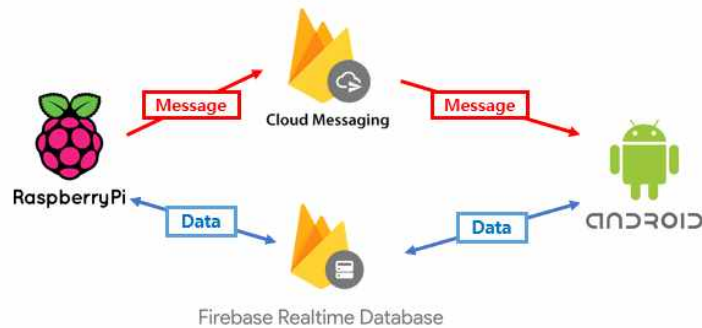 Message
Message
Cloud Messaging
RaspberryPi
ANDROID
Data
Data
Firebase Realtime Database